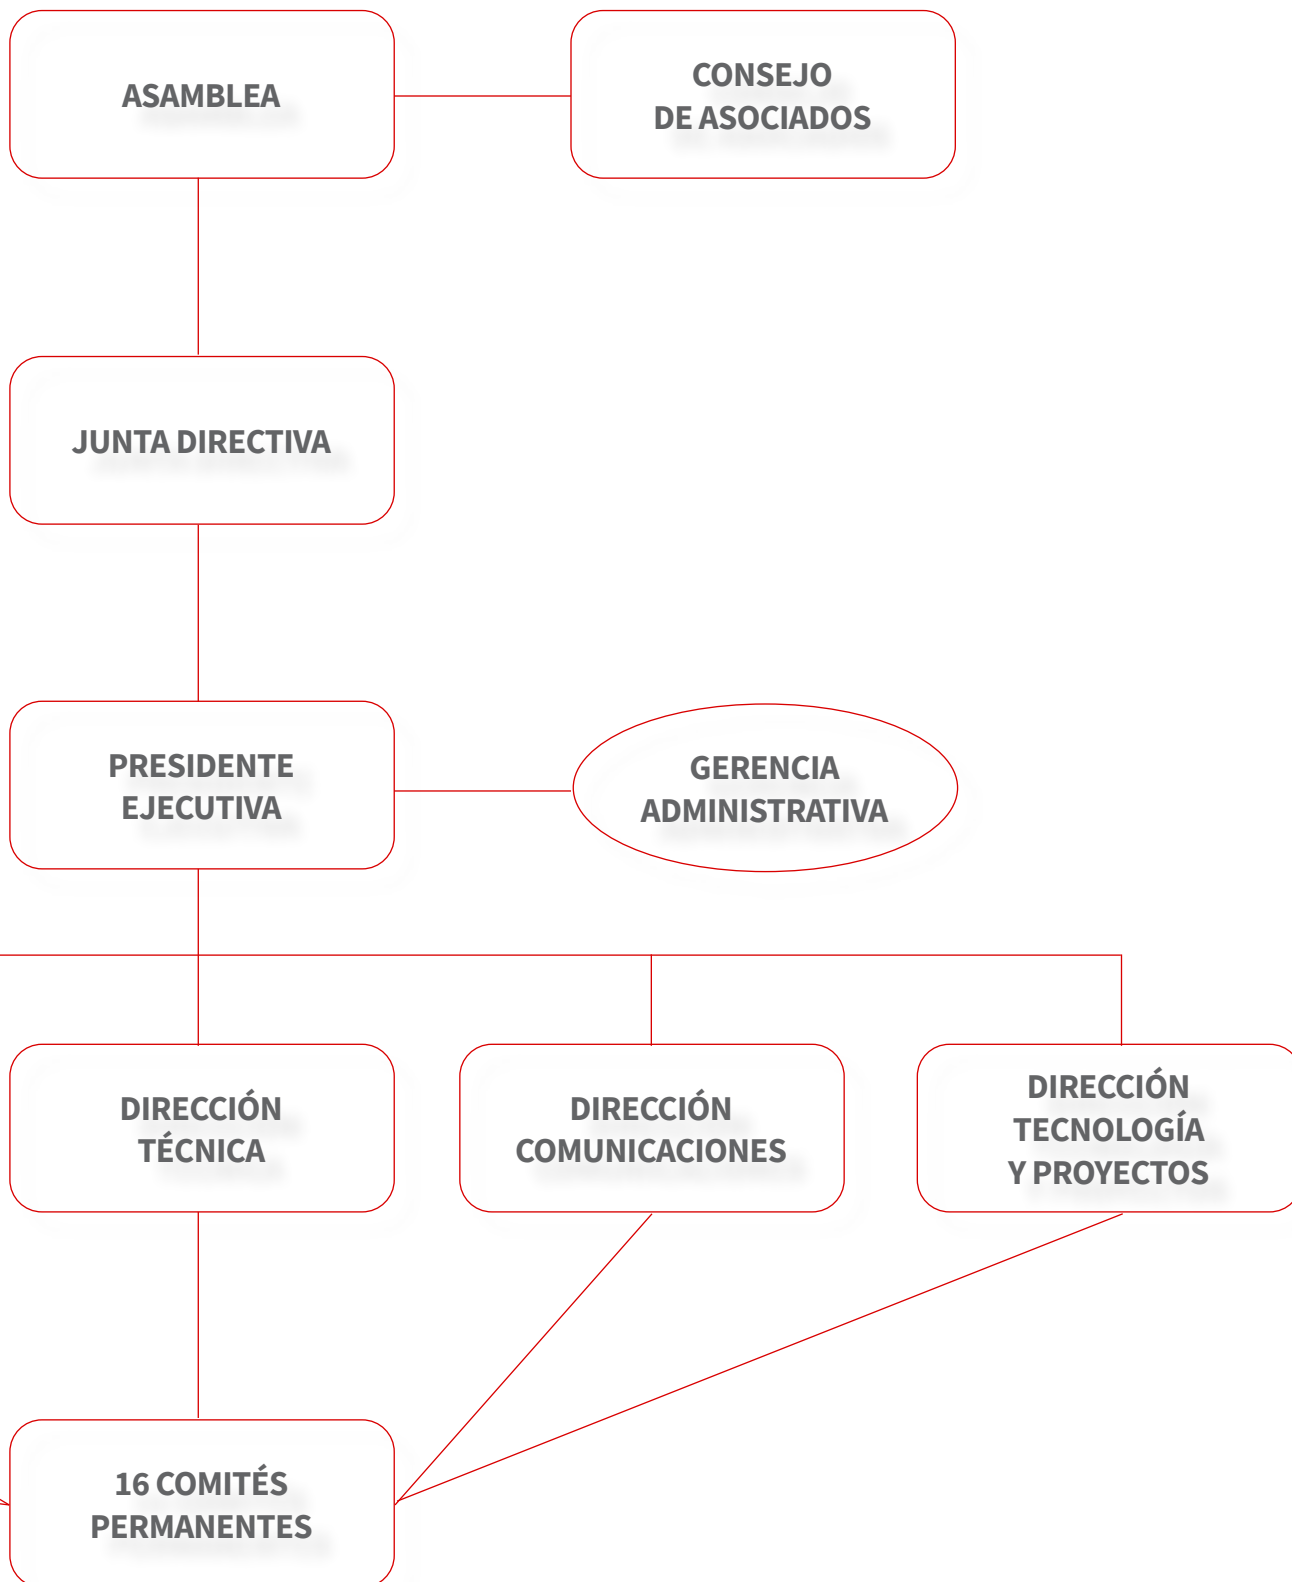 ASAMBLEA
CONSEJO
DE ASOCIADOS
JUNTA DIRECTIVA
PRESIDENTE
EJECUTIVA
GERENCIA
ADMINISTRATIVA
DIRECCIÓN
TÉCNICA
DIRECCIÓN
COMUNICACIONES
DIRECCIÓN
TECNOLOGÍA
Y PROYECTOS
16 COMITÉS
PERMANENTES